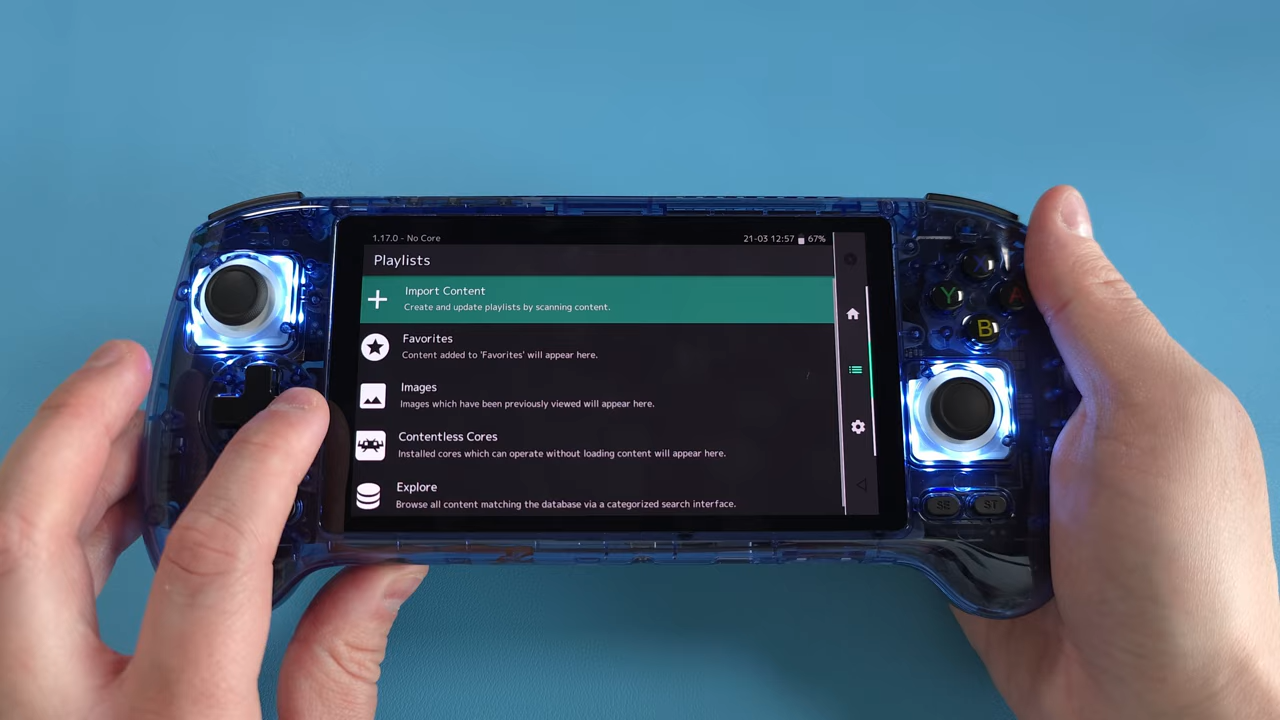 1.17.0 - No Core
21-03 12:57 67%
Playlists
Import Content
Create and update playlists by scanning content.
Favorites
Content added to 'Favorites' will appear here.
Images
Images which have been previously viewed will appear here.
Contentless Cores
Installed cores which can operate without loading content will appear here.
Explore
Browse all content matching the database via a categorized search interface.
X
Y
A
B
SE
ST